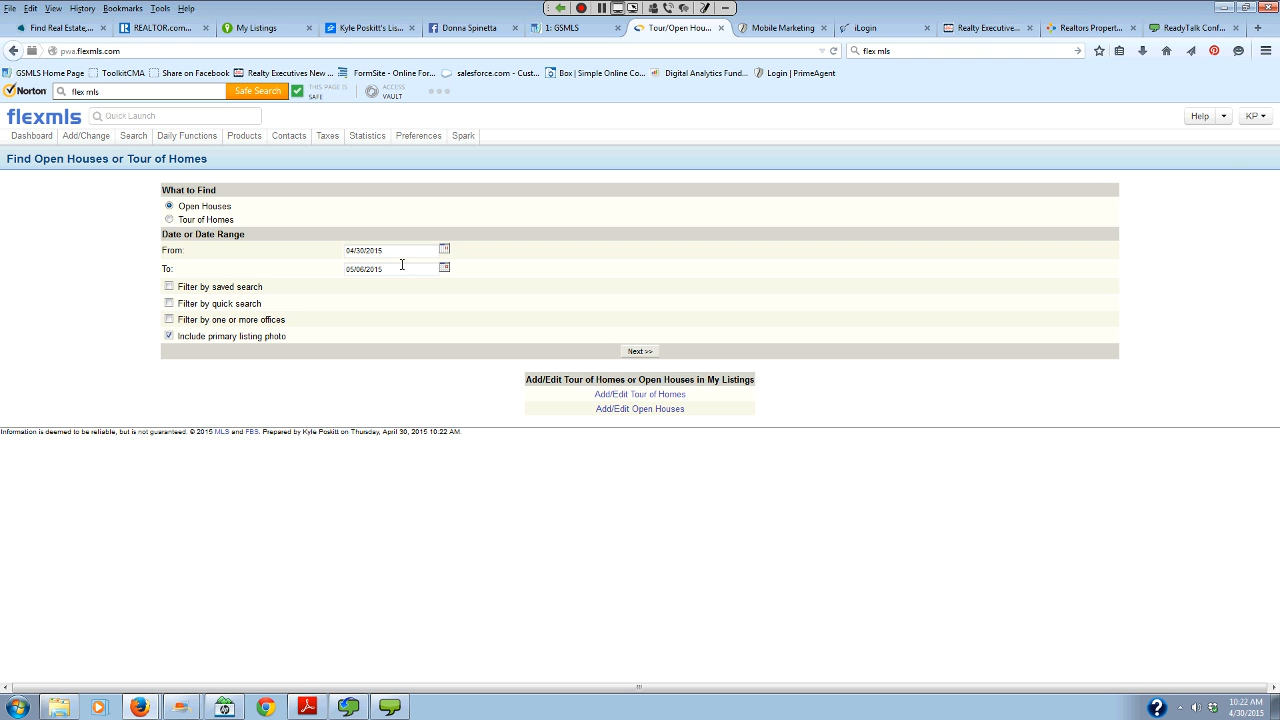 File Edit View History Bookmarks Tools Help
Find Real Estate,... REALTOR.com... My Listings Kyle Poskitt's Lis... Donna Spinetta 1: GSMLS Tour/Open Hou... Mobile Marketing iLogin Realty Executives... Realtors Propert... ReadyTalk Conf...
pwa.flexmls.com flex mls
GSMLS Home Page ToolkitCMA Share on Facebook Realty Executives New ... FormSite - Online For... salesforce.com - Cust... Box | Simple Online Co... Digital Analytics Fund... Login | PrimeAgent
Norton flex mls Safe Search THIS PAGE IS SAFE ACCESS VAULT
flexmls Quick Launch Help KP
Dashboard Add/Change Search Daily Functions Products Contacts Taxes Statistics Preferences Spark
Find Open Houses or Tour of Homes
What to Find
Open Houses
Tour of Homes
Date or Date Range
From: 04/30/2015
To: 05/06/2015
Filter by saved search
Filter by quick search
Filter by one or more offices
Include primary listing photo
Next >>
Add/Edit Tour of Homes or Open Houses in My Listings
Add/Edit Tour of Homes
Add/Edit Open Houses
Information is deemed to be reliable, but is not guaranteed. © 2015 MLS and FBS. Prepared by Kyle Poskitt on Thursday, April 30, 2015 10:22 AM.
10:22 AM
4/30/2015